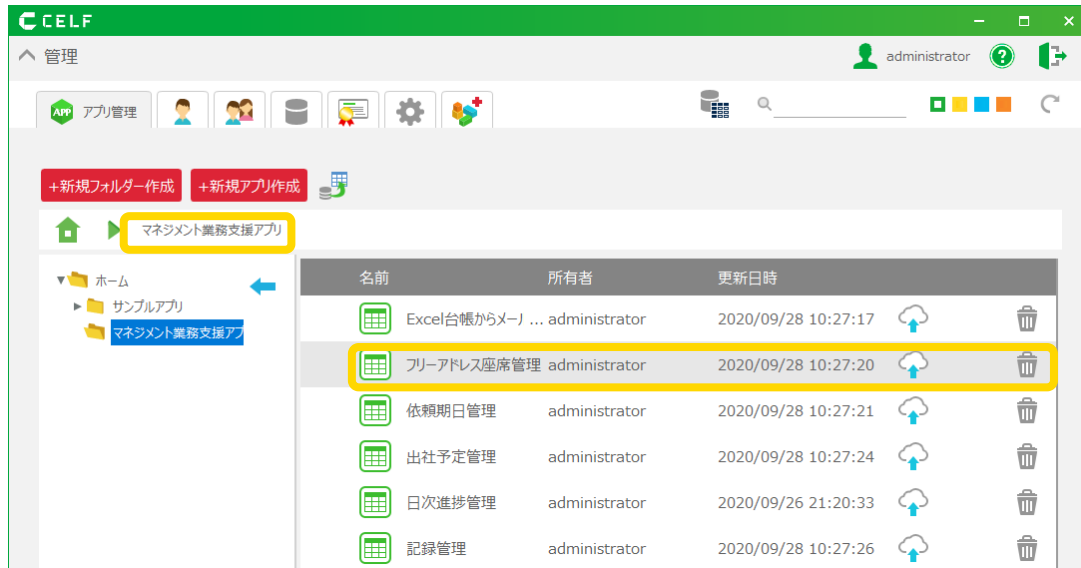 CELF
管理
administrator
APP アプリ管理
+新規フォルダー作成 +新規アプリ作成
マネジメント業務支援アプリ
ホーム
サンプルアプリ
マネジメント業務支援アプ
名前 所有者 更新日時
Excel台帳からメール ... administrator 2020/09/28 10:27:17
フリーアドレス座席管理 administrator 2020/09/28 10:27:20
依頼期日管理 administrator 2020/09/28 10:27:21
出社予定管理 administrator 2020/09/28 10:27:24
日次進捗管理 administrator 2020/09/26 21:20:33
記録管理 administrator 2020/09/28 10:27:26